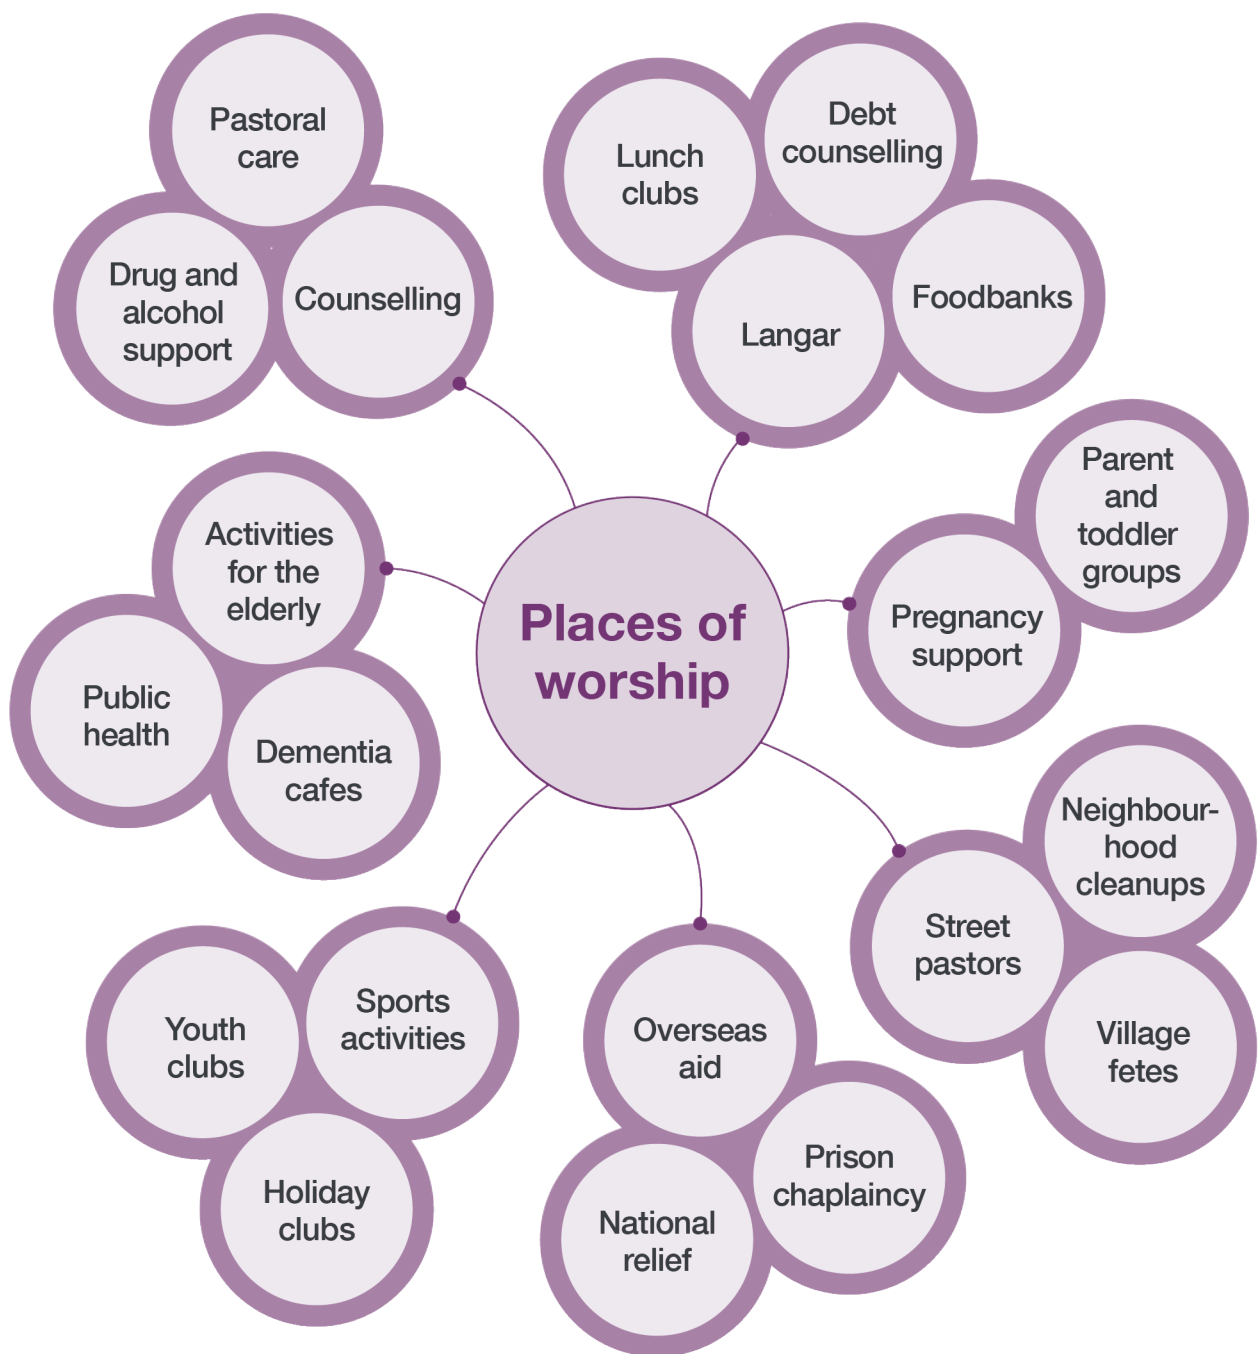 Pastoral
care
Drug and
alcohol
support
Counselling
Lunch
clubs
Debt
counselling
Langar
Foodbanks
Parent
and
toddler
groups
Pregnancy
support
Activities
for the
elderly
Public
health
Dementia
cafes
Places of
worship
Neighbour-
hood
cleanups
Street
pastors
Village
fetes
Youth
clubs
Sports
activities
Holiday
clubs
Overseas
aid
Prison
chaplaincy
National
relief